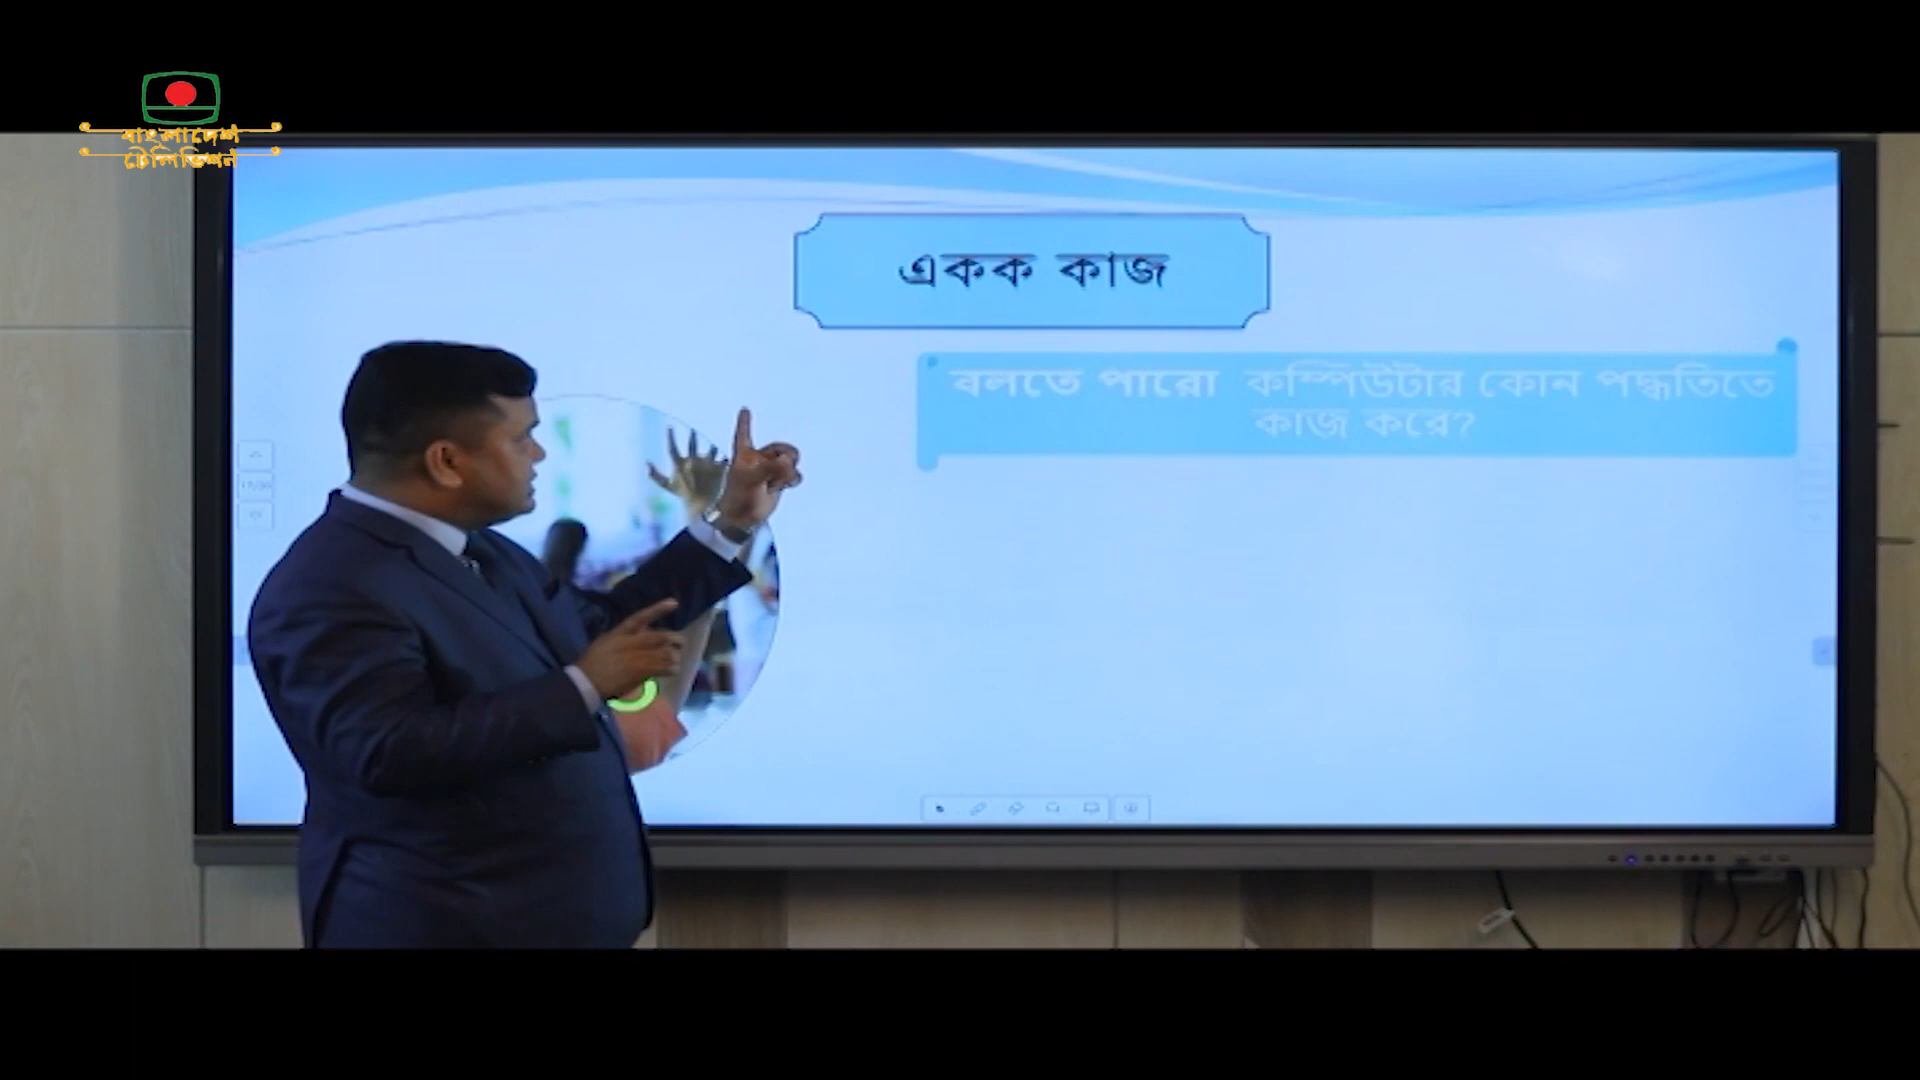 বাংলাদেশ
টেলিভিশন
একক কাজ
বলতে পারো কম্পিউটার কোন পদ্ধতিতে
কাজ করে?